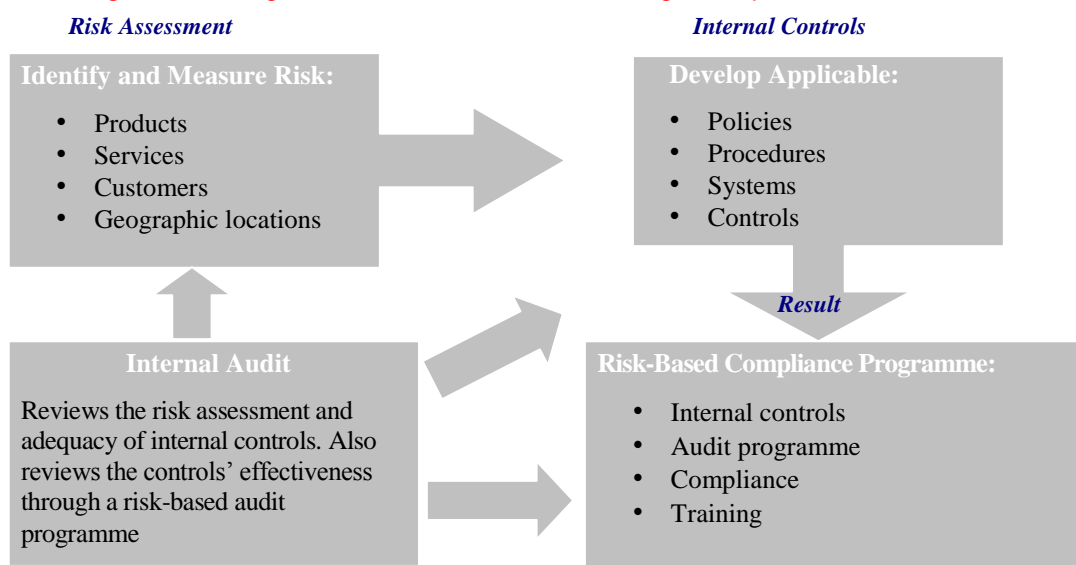 Risk Assessment
Identify and Measure Risk:
• Products
• Services
• Customers
• Geographic locations
Internal Controls
Develop Applicable:
• Policies
• Procedures
• Systems
• Controls
Result
Internal Audit
Reviews the risk assessment and
adequacy of internal controls. Also
reviews the controls’ effectiveness
through a risk-based audit
programme
Risk-Based Compliance Programme:
• Internal controls
• Audit programme
• Compliance
• Training